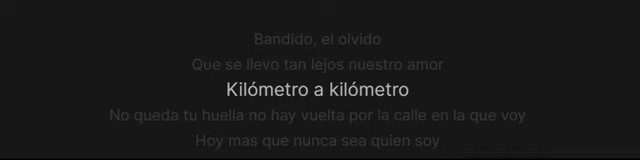 Bandido, el olvido
Que se llevo tan lejos nuestro amor
Kilómetro a kilómetro
No queda tu huella no hay vuelta por la calle en la que voy
Hoy mas que nunca sea quien soy